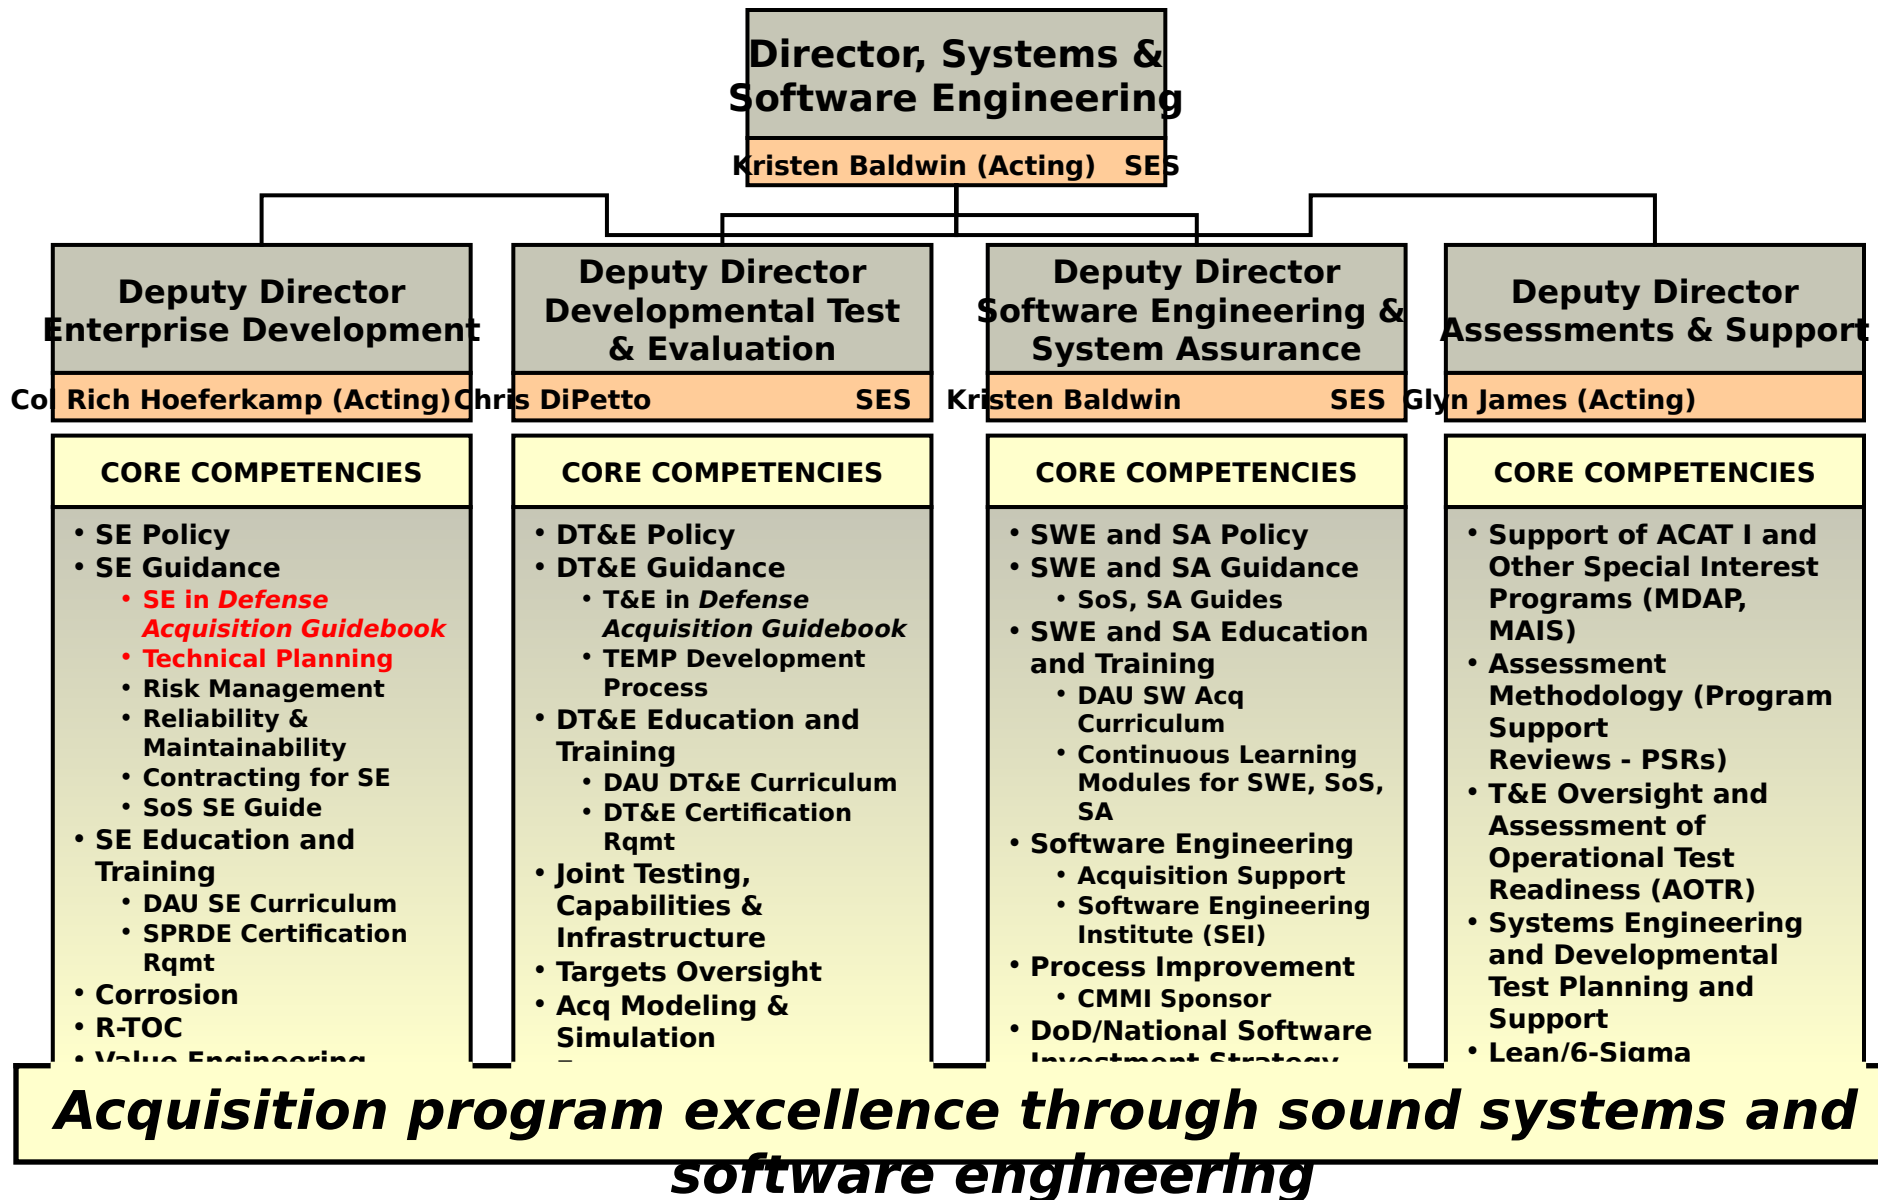 Director, Systems &
Software Engineering
Kristen Baldwin (Acting) SES
Deputy Director
Enterprise Development
Col Rich Hoeferkamp (Acting)
Deputy Director
Developmental Test
& Evaluation
Chris DiPetto SES
Deputy Director
Software Engineering &
System Assurance
Kristen Baldwin SES
Deputy Director
Assessments & Support
Glyn James (Acting)
CORE COMPETENCIES
• SE Policy
• SE Guidance
• SE in Defense
Acquisition Guidebook
• Technical Planning
• Risk Management
• Reliability &
Maintainability
• Contracting for SE
• SoS SE Guide
• SE Education and
Training
• DAU SE Curriculum
• SPRDE Certification
Rqmt
• Corrosion
• R-TOC
• Value Engineering
CORE COMPETENCIES
• DT&E Policy
• DT&E Guidance
• T&E in Defense
Acquisition Guidebook
• TEMP Development
Process
• DT&E Education and
Training
• DAU DT&E Curriculum
• DT&E Certification
Rqmt
• Joint Testing,
Capabilities &
Infrastructure
• Targets Oversight
• Acq Modeling &
Simulation
CORE COMPETENCIES
• SWE and SA Policy
• SWE and SA Guidance
• SoS, SA Guides
• SWE and SA Education
and Training
• DAU SW Acq
Curriculum
• Continuous Learning
Modules for SWE, SoS,
SA
• Software Engineering
• Acquisition Support
• Software Engineering
Institute (SEI)
• Process Improvement
• CMMI Sponsor
• DoD/National Software
Investment Strategy
CORE COMPETENCIES
• Support of ACAT I and
Other Special Interest
Programs (MDAP,
MAIS)
• Assessment
Methodology (Program
Support
Reviews - PSRs)
• T&E Oversight and
Assessment of
Operational Test
Readiness (AOTR)
• Systems Engineering
and Developmental
Test Planning and
Support
• Lean/6-Sigma
Acquisition program excellence through sound systems and
software engineering